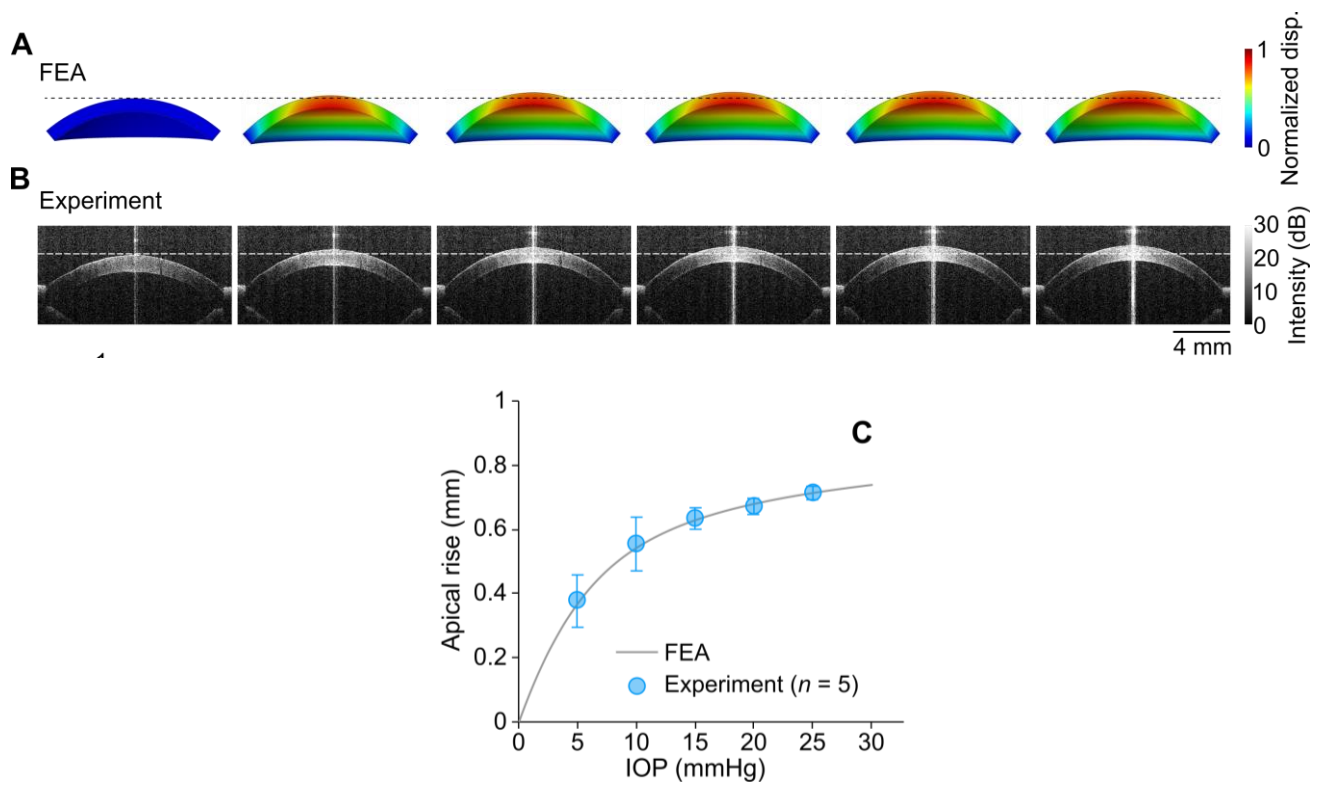 A
FEA
1
0
Normalized disp.
B
Experiment
30
20
10
0
Intensity (dB)
4 mm
C
1
0.8
0.6
0.4
0.2
0
Apical rise (mm)
FEA
Experiment (n = 5)
0 5 10 15 20 25 30
IOP (mmHg)